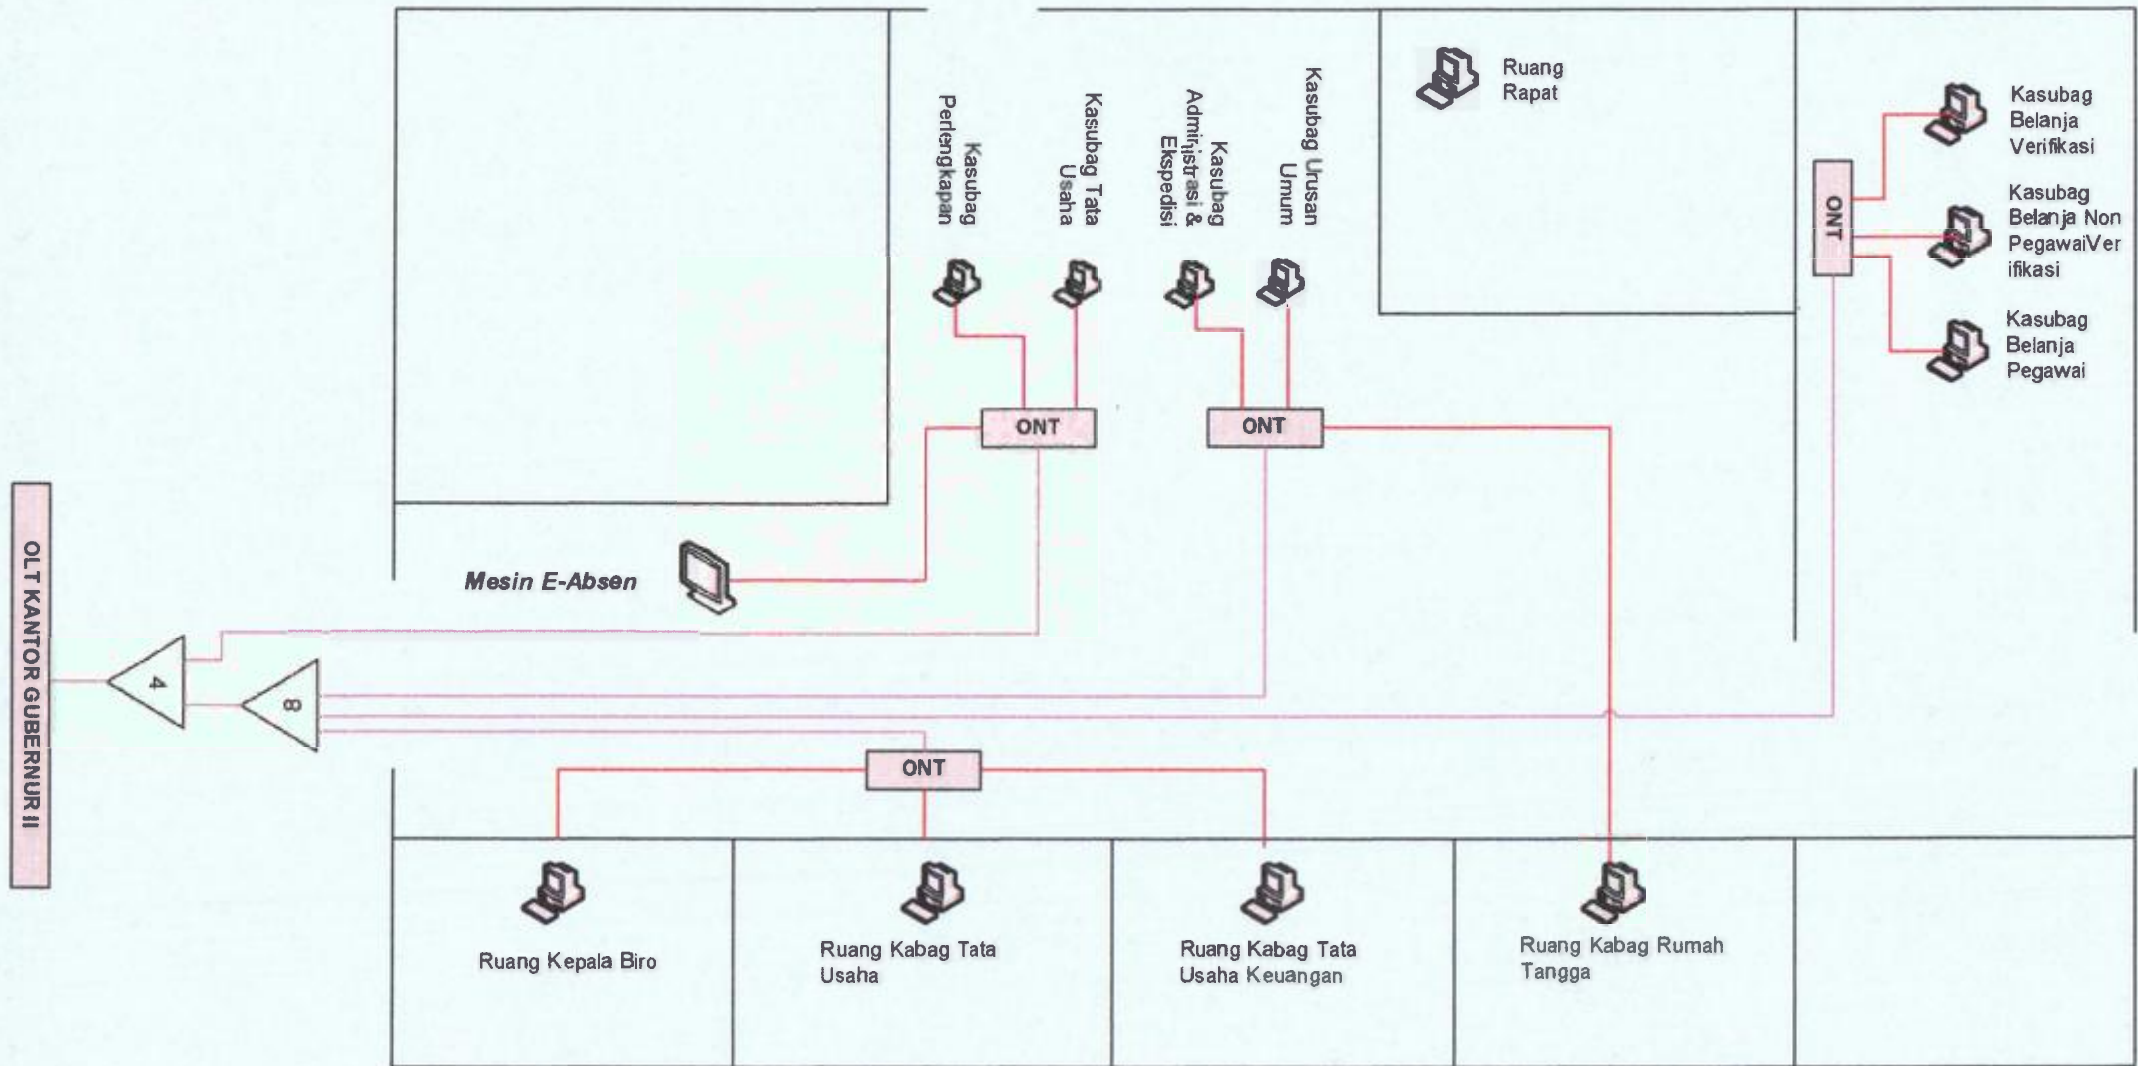 Kasubag
Perlengkapan
Kasubag Tata
Usaha
Kasubag
Administrasi &
Ekspedisi
Kasubag Urusan
Umum
Ruang
Rapat
Kasubag
Belanja
Verifikasi
Kasubag
Belanja Non
PegawaiVer
ifikasi
Kasubag
Belanja
Pegawai
ONT
ONT
ONT
Mesin E-Absen
OLT KANTOR GUBERNUR II
4
8
ONT
Ruang Kepala Biro
Ruang Kabag Tata
Usaha
Ruang Kabag Tata
Usaha Keuangan
Ruang Kabag Rumah
Tangga